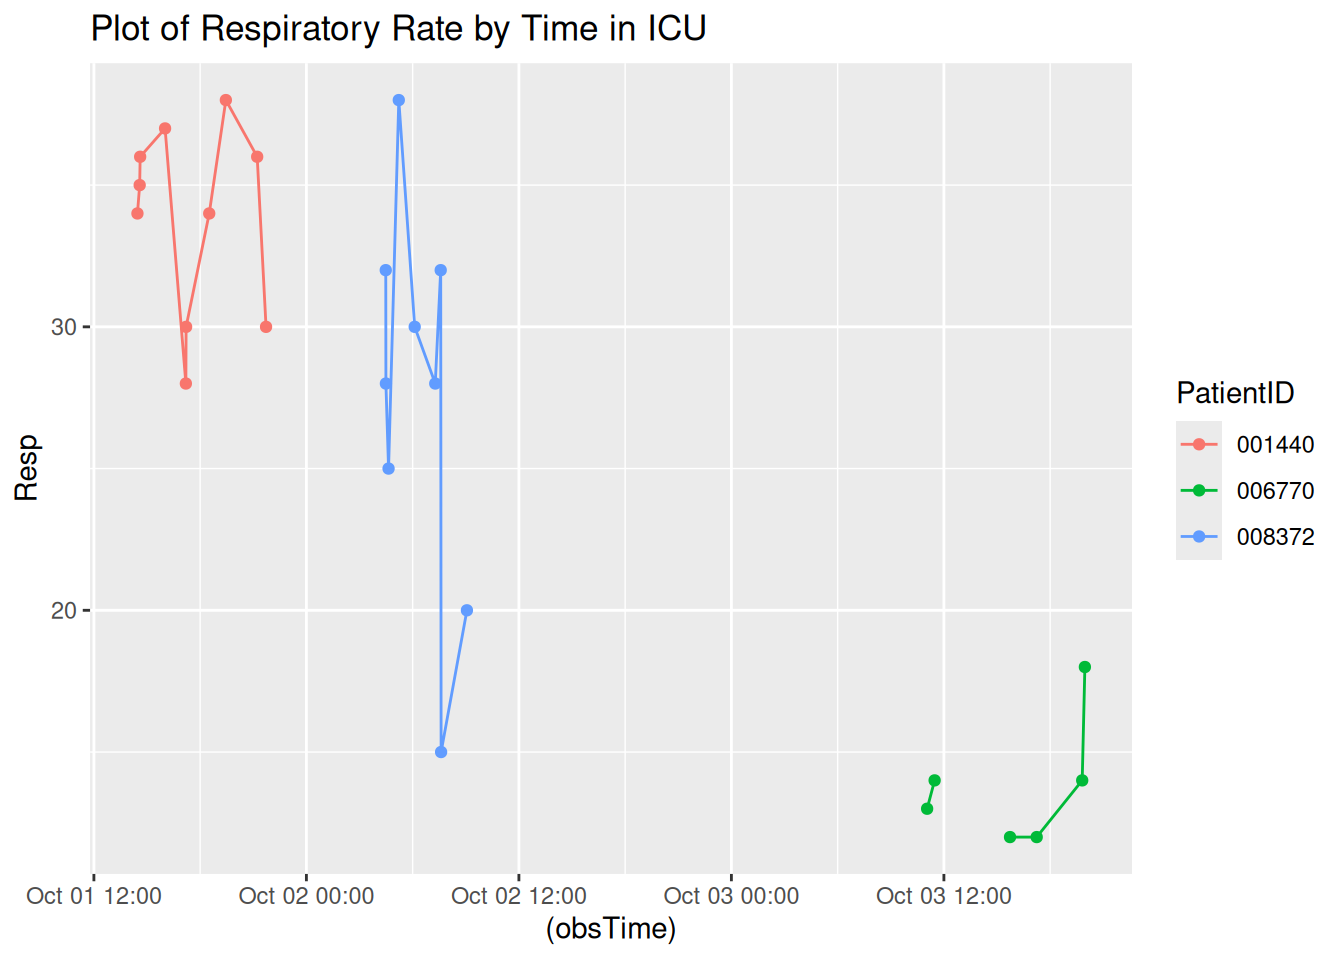 Plot of Respiratory Rate by Time in ICU
Resp
30
20
Oct 01 12:00 Oct 02 00:00 Oct 02 12:00 Oct 03 00:00 Oct 03 12:00
(obsTime)
PatientID
001440
006770
008372